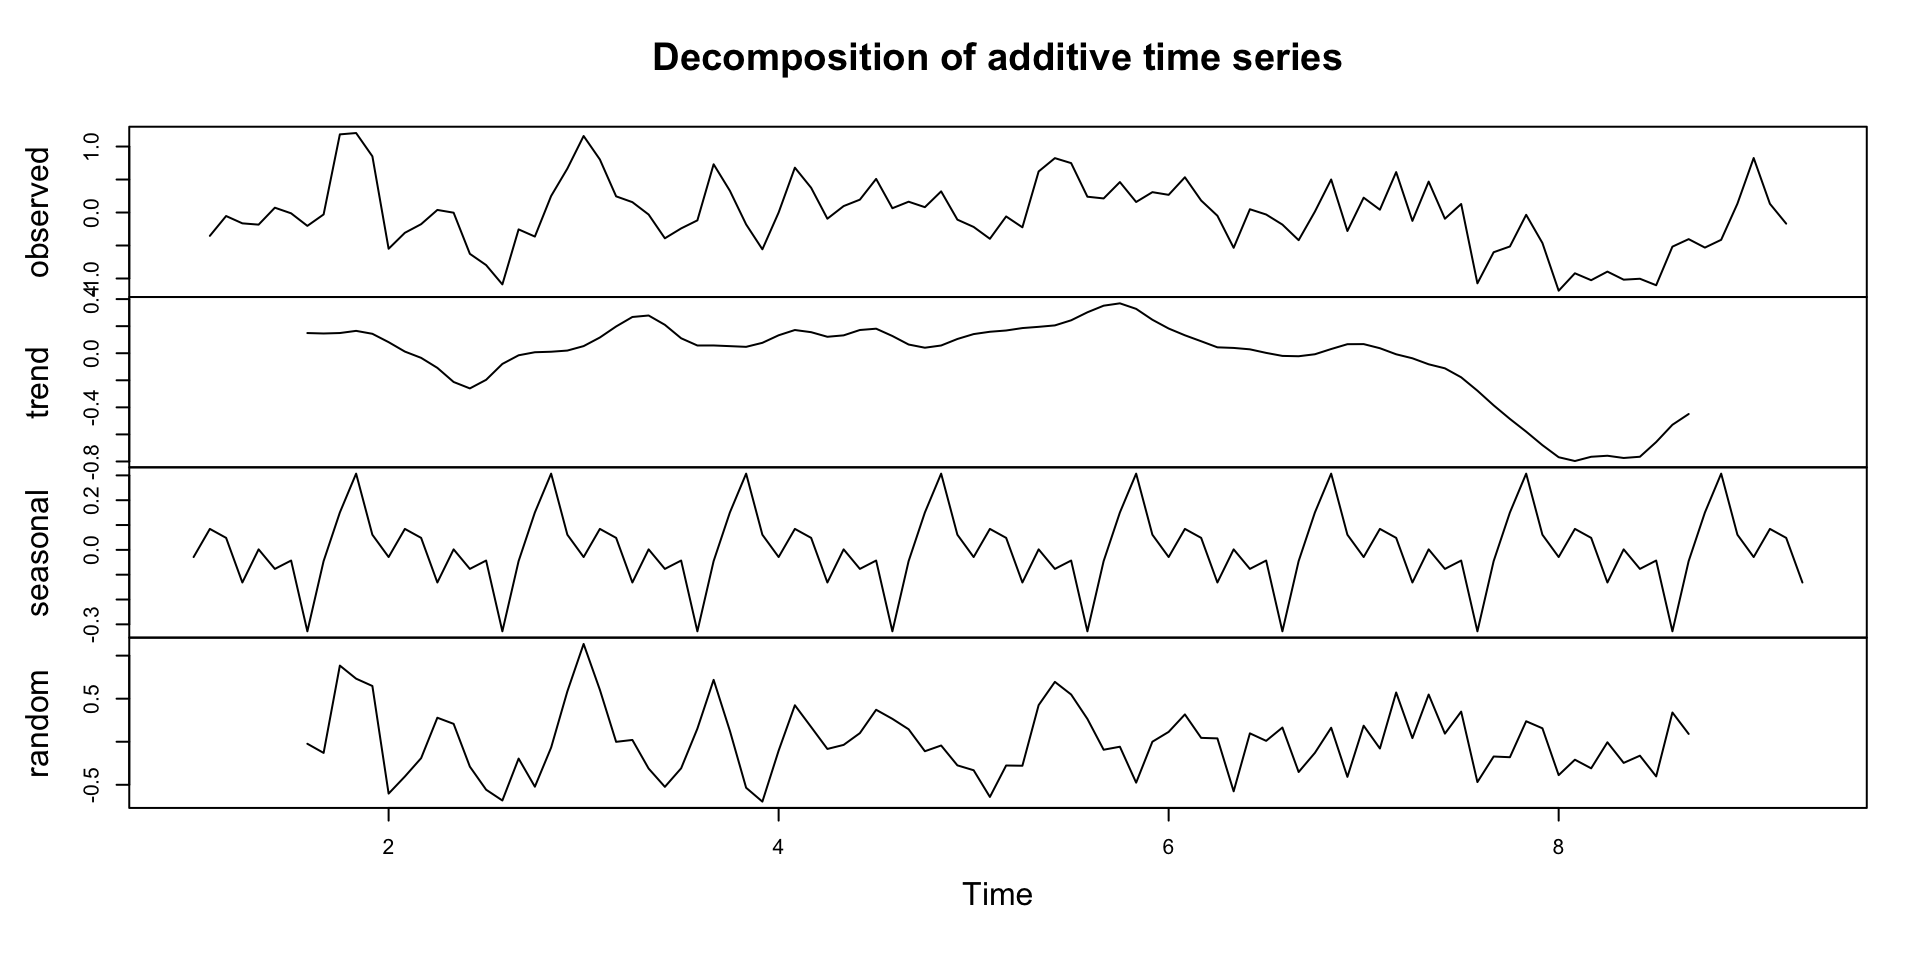 Decomposition of additive time series
observed
1.0
0.0
-1.0
trend
0.4
0.0
-0.4
-0.8
seasonal
0.2
0.0
-0.3
random
0.5
-0.5
2 4 6 8
Time